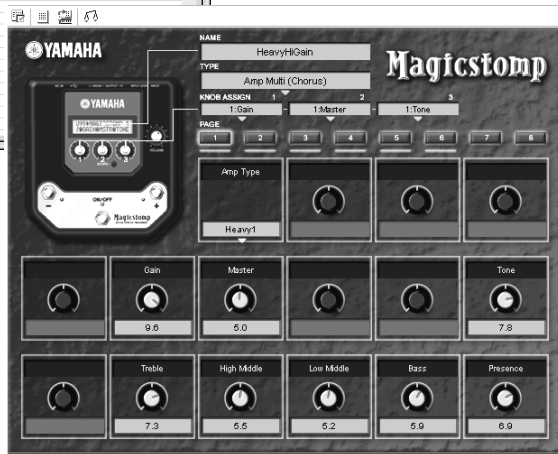 YAMAHA
NAME
HeavyHiGain
Magicstomp
TYPE
Amp Multi (Chorus)
KNOB ASSIGN 1 2 3
1:Gain - 1:Master - 1:Tone
PAGE
1 2 3 4 5 6 7 8
YAMAHA
1 2 3
VOLUME
ON/OFF
- +
Magicstomp
Amp Type
Heavy1
Gain Master Tone
9.6 5.0 7.8
Treble High Middle Low Middle Bass Presence
7.3 5.5 5.2 5.9 6.9